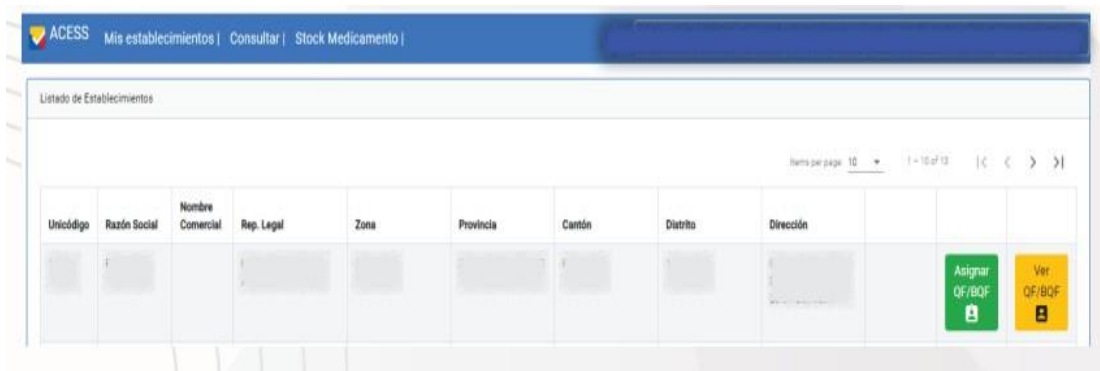 ACESS Mis establecimientos | Consultar | Stock Medicamento |
Listado de Establecimientos
Items per page 10 1 – 10 of 13 |< < > >|
Unicódigo Razón Social Nombre Comercial Rep. Legal Zona Provincia Cantón Distrito Dirección
Asignar QF/BQF Ver QF/BQF